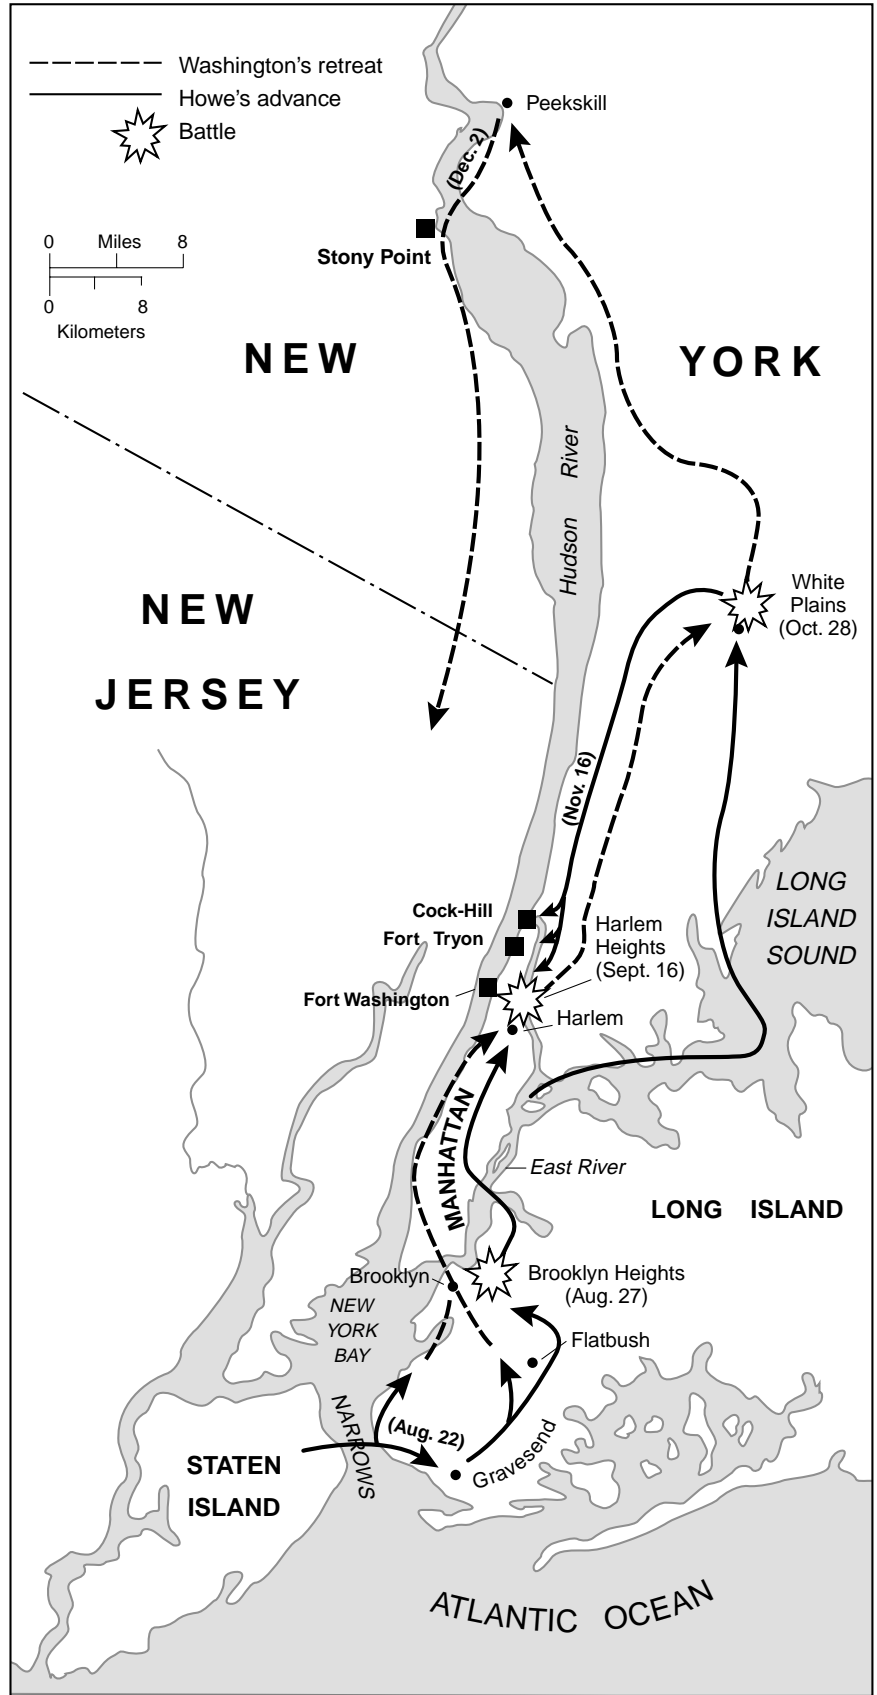 Washington's retreat
Howe's advance
Battle
0 Miles 8
0 8
Kilometers
Peekskill
(Dec. 2)
Stony Point
NEW YORK
Hudson River
NEW
JERSEY
White
Plains
(Oct. 28)
(Nov. 16)
LONG
ISLAND
SOUND
Cock-Hill
Fort Tryon
Fort Washington
Harlem
Heights
(Sept. 16)
Harlem
MANHATTAN
East River
LONG ISLAND
Brooklyn
Brooklyn Heights
(Aug. 27)
NEW
YORK
BAY
Flatbush
NARROWS
(Aug. 22)
Gravesend
STATEN
ISLAND
ATLANTIC OCEAN